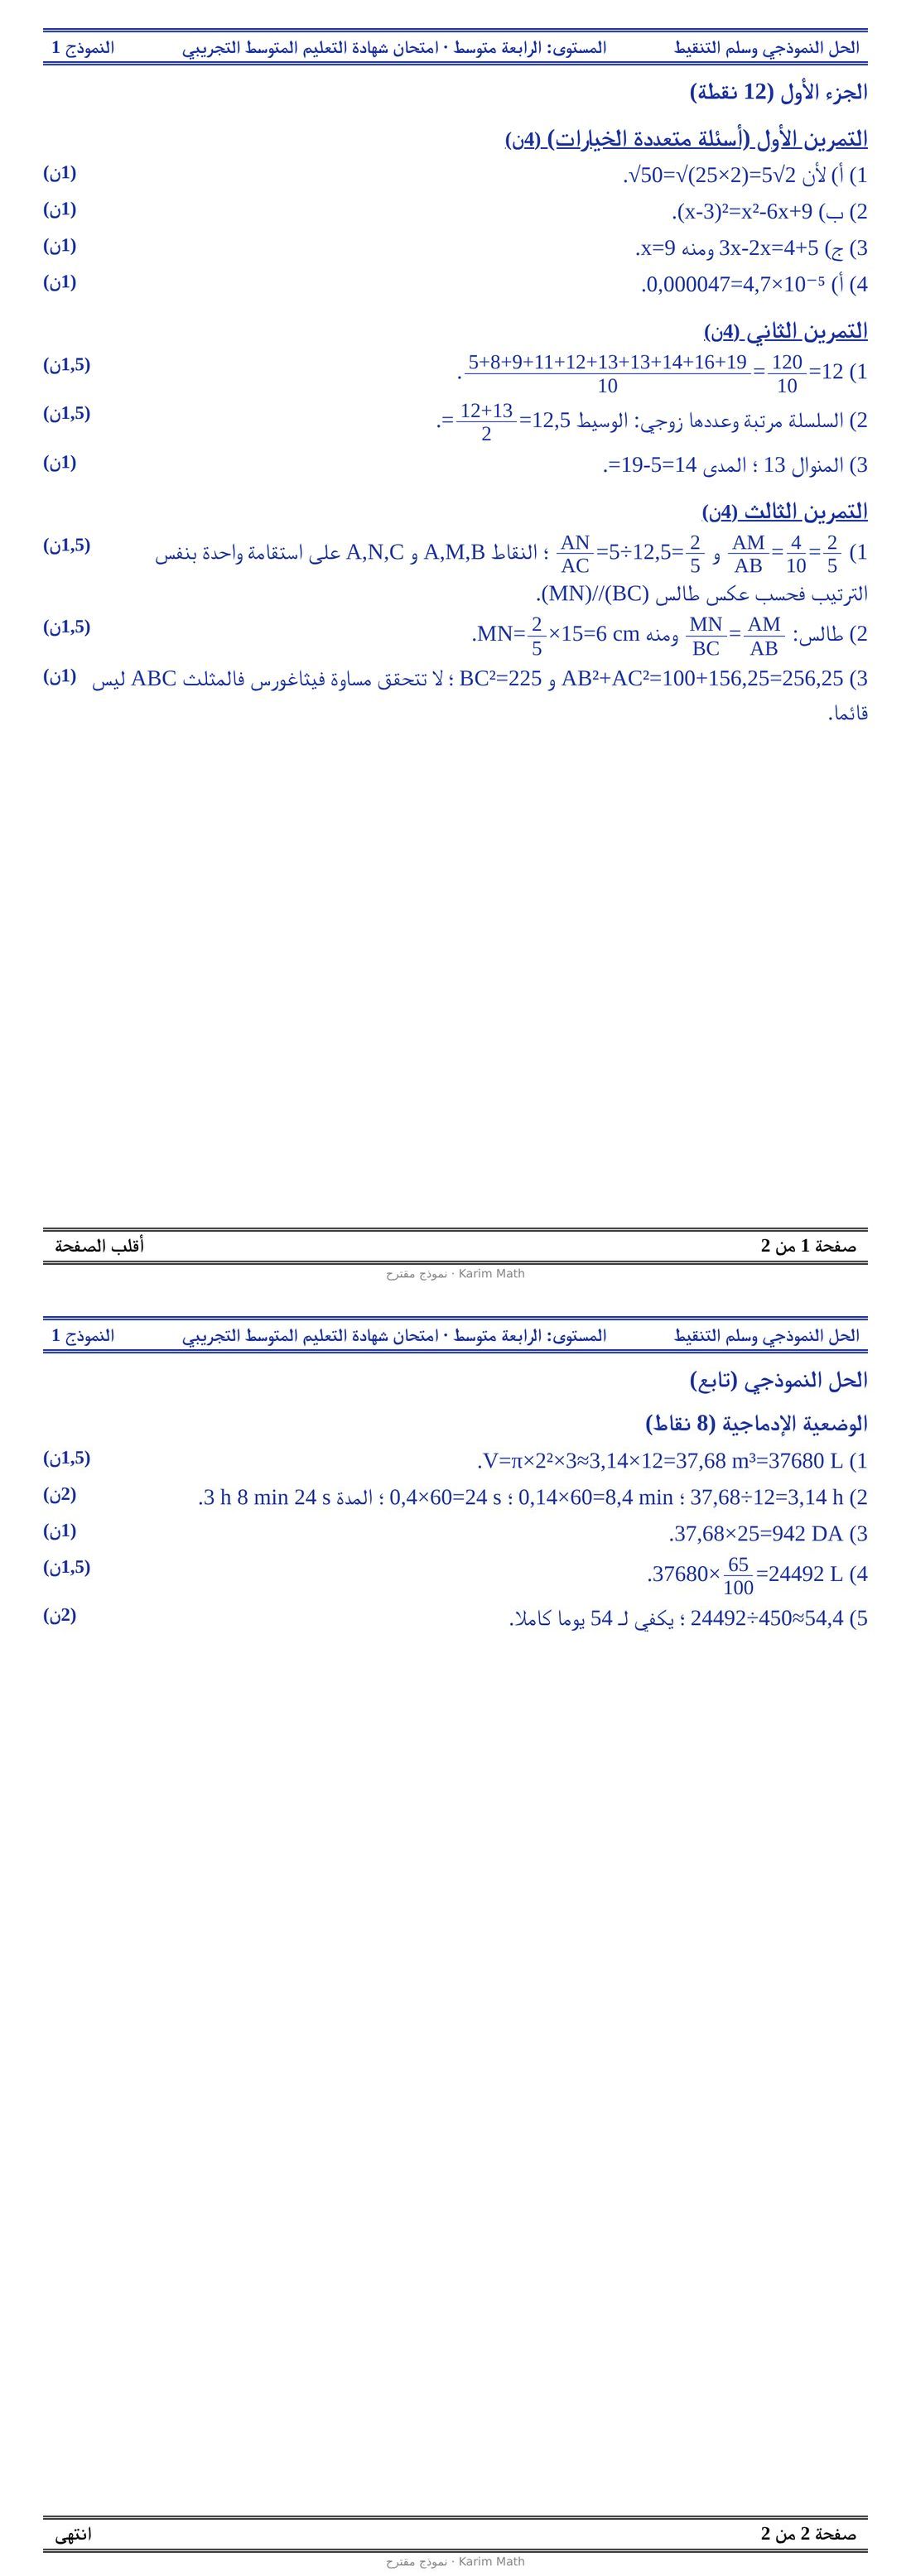 الحل النموذجي وسلم التنقيط المستوى: الرابعة متوسط · امتحان شهادة التعليم المتوسط التجريبي النموذج 1
الجزء الأول (12 نقطة)
التمرين الأول (أسئلة متعددة الخيارات) (4ن)
1) أ) لأن √50=√(25×2)=5√2. (1ن)
2) ب) (x-3)²=x²-6x+9. (1ن)
3) ج) 3x-2x=4+5 ومنه x=9. (1ن)
4) أ) 0,000047=4,7×10⁻⁵. (1ن)
التمرين الثاني (4ن)
1) \frac{5+8+9+11+12+13+13+14+16+19}{10}=\frac{120}{10}=12. (1,5ن)
2) السلسلة مرتبة وعددها زوجي: الوسيط =\frac{12+13}{2}=12,5. (1,5ن)
3) المنوال 13 ؛ المدى =19-5=14. (1ن)
التمرين الثالث (4ن)
1) \frac{AM}{AB}=\frac{4}{10}=\frac{2}{5} و \frac{AN}{AC}=5÷12,5=\frac{2}{5} ؛ النقاط A,M,B و A,N,C على استقامة واحدة بنفس (1,5ن)
الترتيب فحسب عكس طالس (MN)//(BC).
2) طالس: \frac{MN}{BC}=\frac{AM}{AB} ومنه MN=\frac{2}{5}×15=6 cm. (1,5ن)
3) AB²+AC²=100+156,25=256,25 و BC²=225 ؛ لا تتحقق مساوة فيثاغورس فالمثلث ABC ليس (1ن)
قائما.
صفحة 1 من 2 أقلب الصفحة
Karim Math · نموذج مقترح
الحل النموذجي وسلم التنقيط المستوى: الرابعة متوسط · امتحان شهادة التعليم المتوسط التجريبي النموذج 1
الحل النموذجي (تابع)
الوضعية الإدماجية (8 نقاط)
1) V=π×2²×3≈3,14×12=37,68 m³=37680 L. (1,5ن)
2) 37,68÷12=3,14 h ؛ 0,14×60=8,4 min ؛ 0,4×60=24 s ؛ المدة 3 h 8 min 24 s. (2ن)
3) 37,68×25=942 DA. (1ن)
4) 37680×\frac{65}{100}=24492 L. (1,5ن)
5) 24492÷450≈54,4 ؛ يكفي لـ 54 يوما كاملا. (2ن)
صفحة 2 من 2 انتهى
Karim Math · نموذج مقترح